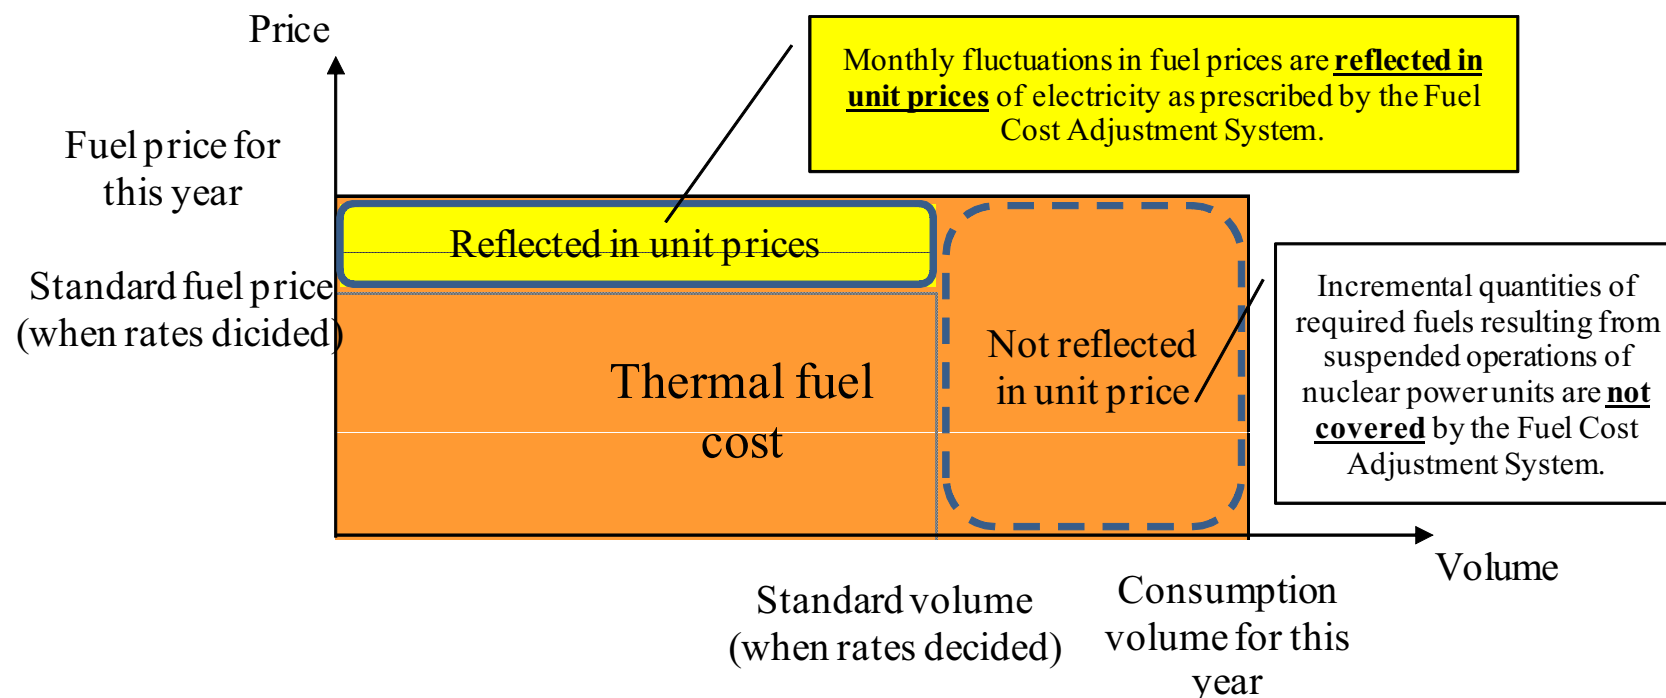 Price
Monthly fluctuations in fuel prices are reflected in
unit prices of electricity as prescribed by the Fuel
Cost Adjustment System.
Fuel price for
this year
Reflected in unit prices
Standard fuel price
(when rates dicided)
Incremental quantities of
required fuels resulting from
suspended operations of
nuclear power units are not
covered by the Fuel Cost
Adjustment System.
Not reflected
in unit price
Thermal fuel
cost
Volume
Standard volume
(when rates decided)
Consumption
volume for this
year